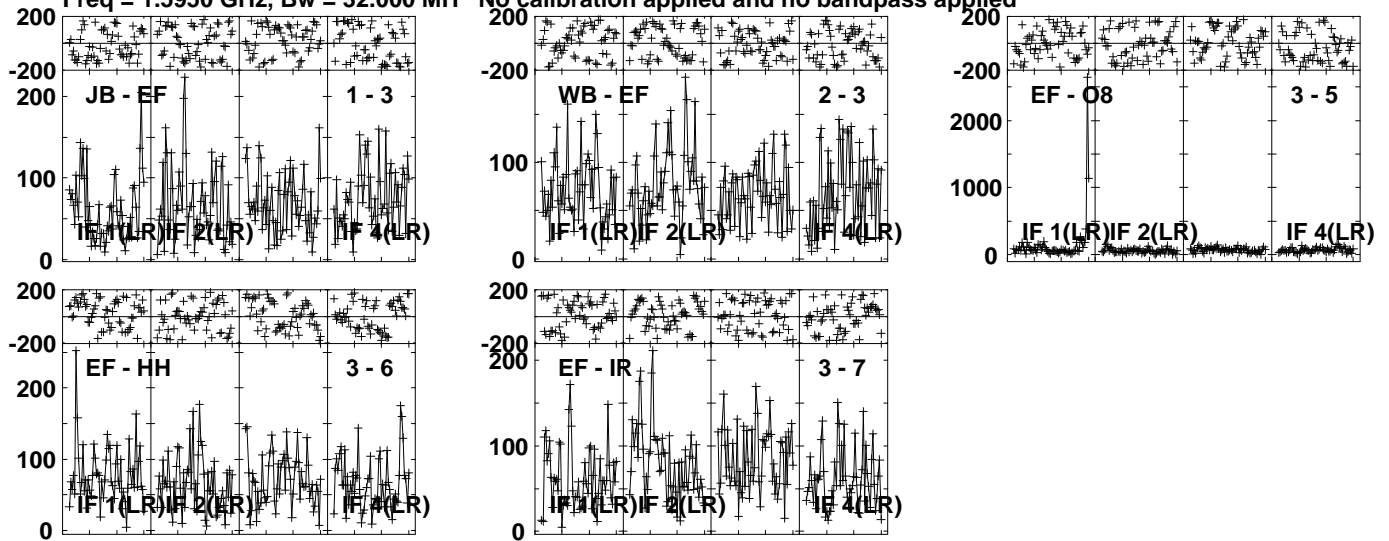 Freq = 1.5950 GHz, Bw = 32.000 MH No calibration applied and no bandpass applied
200
-200
200
100
0
JB - EF
1 - 3
IF 1(LR)
IF 2(LR)
IF 4(LR)
200
-200
200
100
0
WB - EF
2 - 3
IF 1(LR)
IF 2(LR)
IF 4(LR)
200
-200
2000
1000
0
EF - O8
3 - 5
IF 1(LR)
IF 2(LR)
IF 4(LR)
200
-200
200
100
0
EF - HH
3 - 6
IF 1(LR)
IF 2(LR)
IF 4(LR)
200
-200
200
100
0
EF - IR
3 - 7
IF 1(LR)
IF 2(LR)
IF 4(LR)